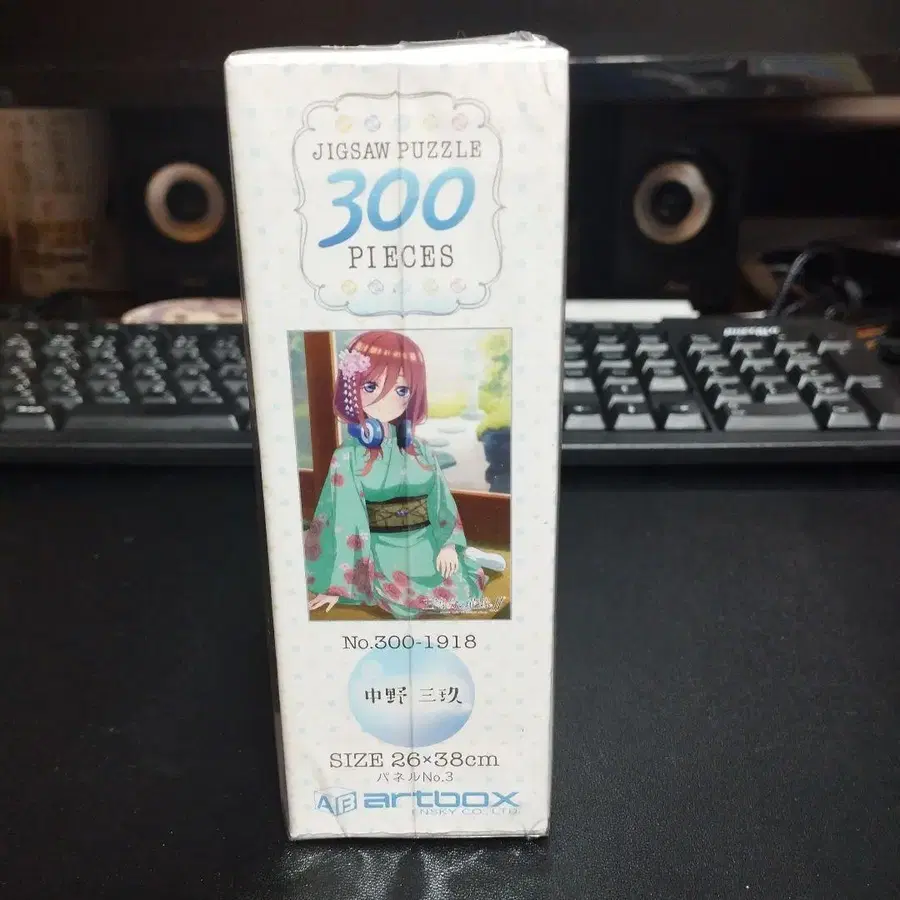 JIGSAW PUZZLE
300
PIECES
No.300-1918
中野 三玖
SIZE 26×38cm
パネルNo.3
AB artbox
ENSKY CO., LTD.